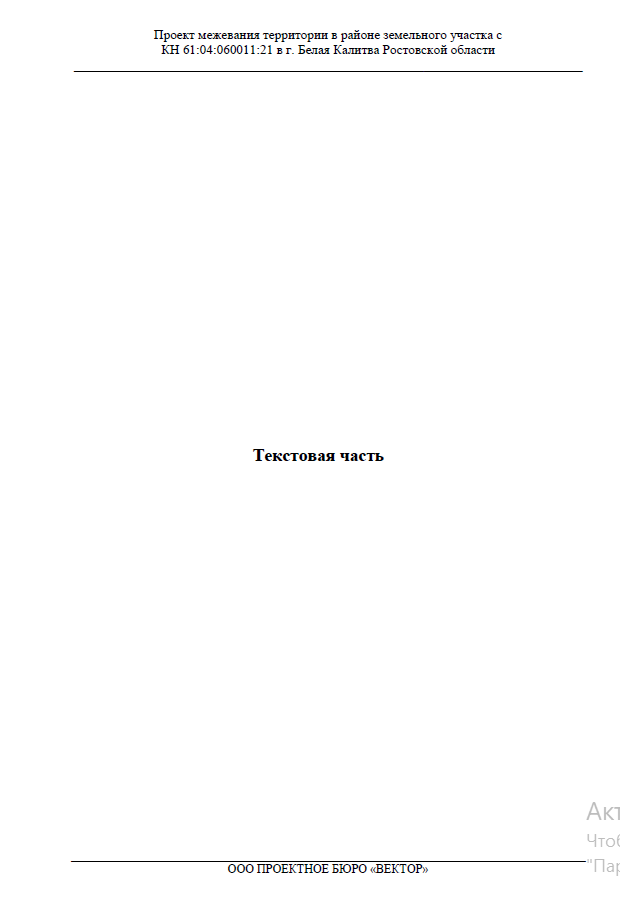 Проект межевания территории в районе земельного участка с
КН 61:04:060011:21 в г. Белая Калитва Ростовской области
Текстовая часть
ООО ПРОЕКТНОЕ БЮРО «ВЕКТОР»